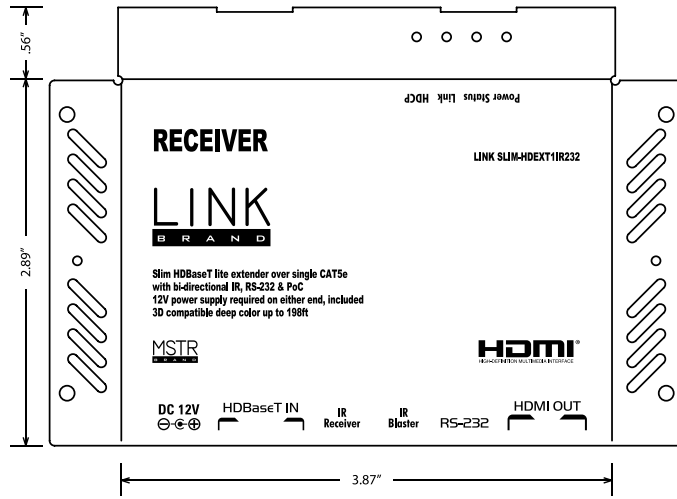 .56"
HDCP Link Status Power
RECEIVER
LINK SLIM-HDEXT1IR232
LINK
BRAND
2.89"
Slim HDBaseT lite extender over single CAT5e
with bi-directional IR, RS-232 & PoC
12V power supply required on either end, included
3D compatible deep color up to 198ft
MSTR
BRAND
HDMI®
HIGH-DEFINITION MULTIMEDIA INTERFACE
DC 12V
HDBaseT IN
IR
Receiver
IR
Blaster
RS-232
HDMI OUT
3.87"